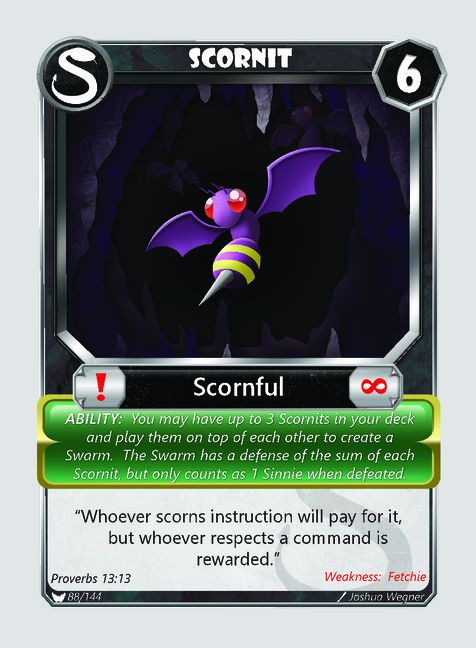 S
SCORNIT
6
! Scornful ∞
ABILITY: You may have up to 3 Scornits in your deck
and play them on top of each other to create a
Swarm. The Swarm has a defense of the sum of each
Scornit, but only counts as 1 Sinnie when defeated.
“Whoever scorns instruction will pay for it,
but whoever respects a command is
rewarded.”
Proverbs 13:13
Weakness: Fetchie
88/144
Joshua Wegner